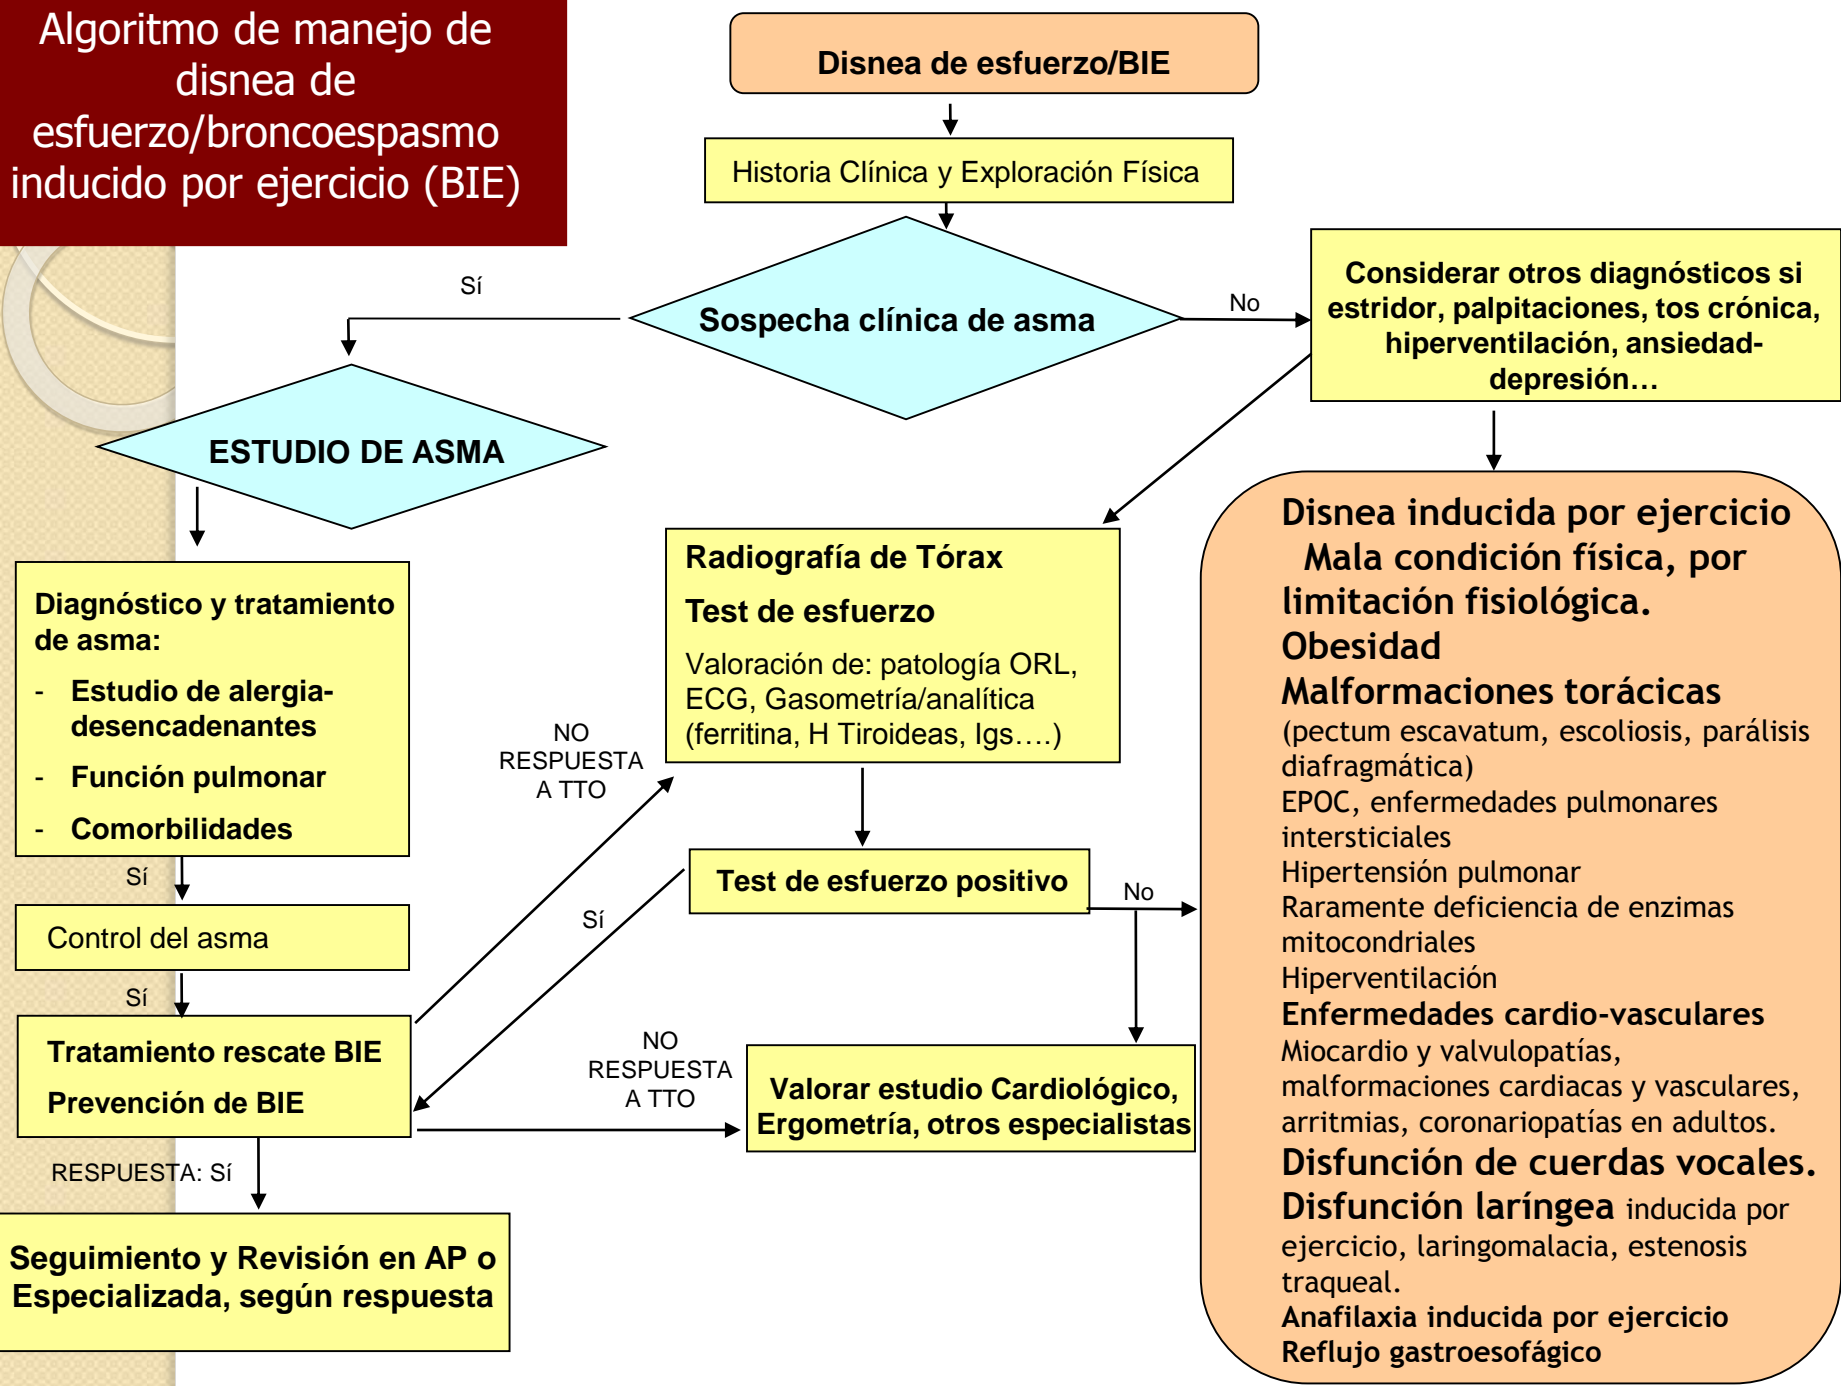 Algoritmo de manejo de
disnea de
esfuerzo/broncoespasmo
inducido por ejercicio (BIE)
Disnea de esfuerzo/BIE
Historia Clínica y Exploración Física
Sospecha clínica de asma
Sí
No
Considerar otros diagnósticos si
estridor, palpitaciones, tos crónica,
hiperventilación, ansiedad-
depresión…
ESTUDIO DE ASMA
Diagnóstico y tratamiento
de asma:
- Estudio de alergia-
desencadenantes
- Función pulmonar
- Comorbilidades
Sí
Control del asma
Sí
Tratamiento rescate BIE
Prevención de BIE
RESPUESTA: Sí
Seguimiento y Revisión en AP o
Especializada, según respuesta
NO
RESPUESTA
A TTO
Radiografía de Tórax
Test de esfuerzo
Valoración de: patología ORL,
ECG, Gasometría/analítica
(ferritina, H Tiroideas, Igs….)
Test de esfuerzo positivo
Sí
No
NO
RESPUESTA
A TTO
Valorar estudio Cardiológico,
Ergometría, otros especialistas
Disnea inducida por ejercicio
Mala condición física, por
limitación fisiológica.
Obesidad
Malformaciones torácicas
(pectum escavatum, escoliosis, parálisis
diafragmática)
EPOC, enfermedades pulmonares
intersticiales
Hipertensión pulmonar
Raramente deficiencia de enzimas
mitocondriales
Hiperventilación
Enfermedades cardio-vasculares
Miocardio y valvulopatías,
malformaciones cardiacas y vasculares,
arritmias, coronariopatías en adultos.
Disfunción de cuerdas vocales.
Disfunción laríngea inducida por
ejercicio, laringomalacia, estenosis
traqueal.
Anafilaxia inducida por ejercicio
Reflujo gastroesofágico